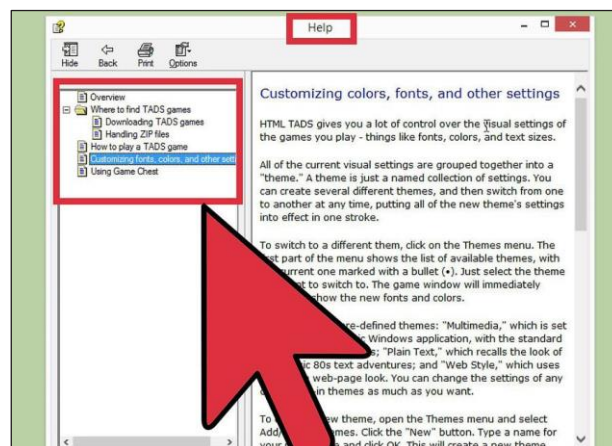 Help
Hide Back Print Options
Overview
Where to find TADS games
Downloading TADS games
Handling ZIP files
How to play a TADS game
Customizing fonts, colors, and other sett
Using Game Chest
Customizing colors, fonts, and other settings
HTML TADS gives you a lot of control over the visual settings of
the games you play - things like fonts, colors, and text sizes.
All of the current visual settings are grouped together into a
"theme." A theme is just a named collection of settings. You
can create several different themes, and then switch from one
to another at any time, putting all of the new theme's settings
into effect in one stroke.
To switch to a different them, click on the Themes menu. The
part of the menu shows the list of available themes, with
current one marked with a bullet (•). Just select the theme
to switch to. The game window will immediately
show the new fonts and colors.
re-defined themes: "Multimedia," which is set
Windows application, with the standard
"Plain Text," which recalls the look of
80s text adventures; and "Web Style," which uses
web-page look. You can change the settings of any
in themes as much as you want.
To new theme, open the Themes menu and select
Add/ emes. Click the "New" button. Type a name for
your and click OK. This will create a new theme